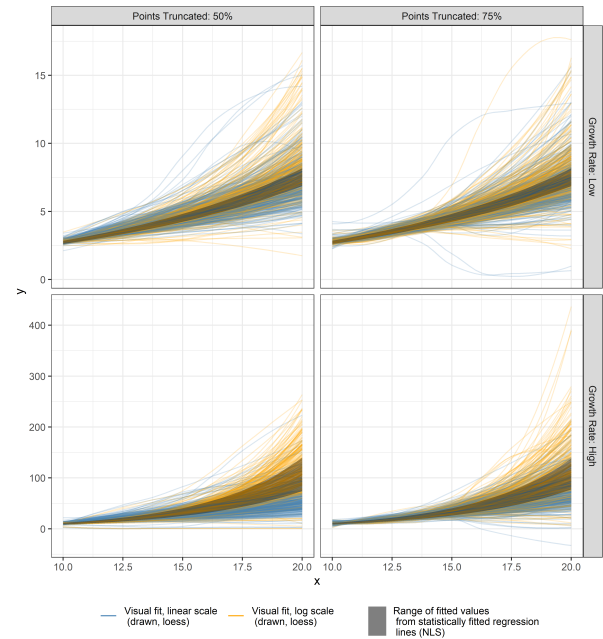 Points Truncated: 50%
Points Truncated: 75%
15
10
5
0
Growth Rate: Low
y
400
300
200
100
0
Growth Rate: High
10.0 12.5 15.0 17.5 20.0
10.0 12.5 15.0 17.5 20.0
x
Visual fit, linear scale
(drawn, loess)
Visual fit, log scale
(drawn, loess)
Range of fitted values
from statistically fitted regression
lines (NLS)